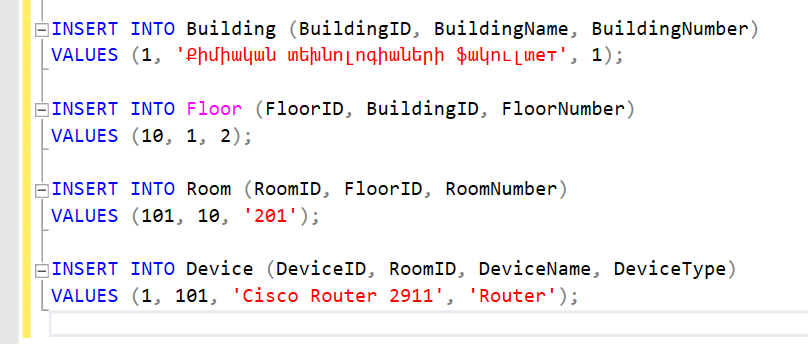 INSERT INTO Building (BuildingID, BuildingName, BuildingNumber)
VALUES (1, 'Քիմիական տեխնոլոգիաների ֆակուլտет', 1);
INSERT INTO Floor (FloorID, BuildingID, FloorNumber)
VALUES (10, 1, 2);
INSERT INTO Room (RoomID, FloorID, RoomNumber)
VALUES (101, 10, '201');
INSERT INTO Device (DeviceID, RoomID, DeviceName, DeviceType)
VALUES (1, 101, 'Cisco Router 2911', 'Router');